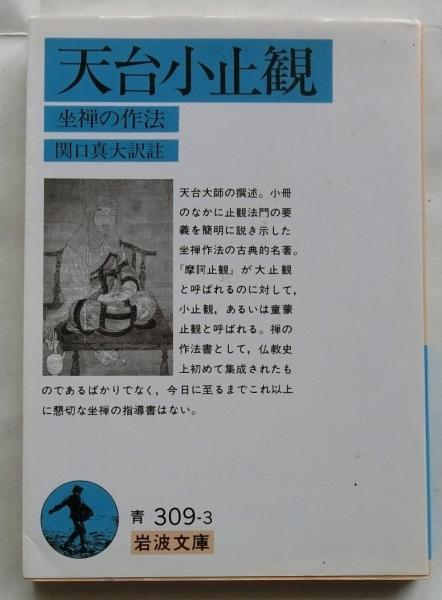 天台小止観
坐禅の作法
関口真大訳註
天台大師の撰述。小冊
のなかに止観法門の要
義を簡明に説き示した
坐禅作法の古典的名著。
『摩訶止観』が大止観
と呼ばれるのに対して，
小止観，あるいは童蒙
止観と呼ばれる。禅の
作法書として，仏教史
上初めて集成されたも
のであるばかりでなく，今日に至るまでこれ以上
に懇切な坐禅の指導書はない。
青 309-3
岩波文庫